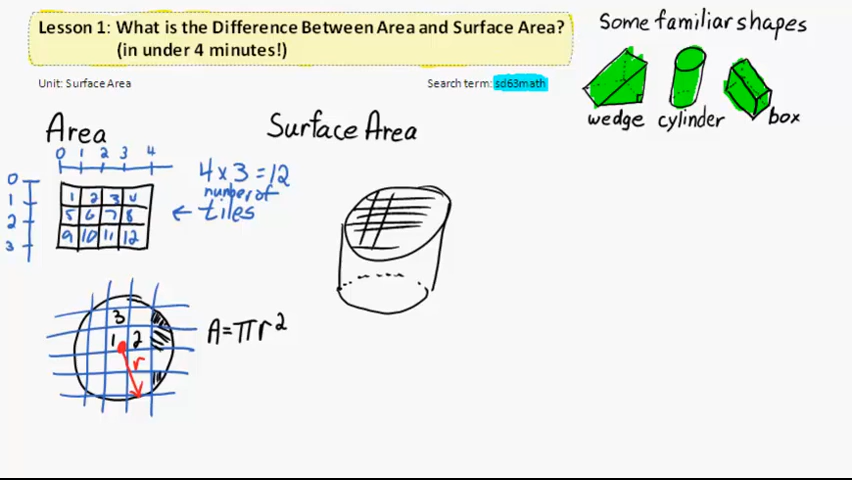 Lesson 1: What is the Difference Between Area and Surface Area?
(in under 4 minutes!)
Some familiar shapes
Unit: Surface Area
Search term: sd63math
wedge cylinder box
Area
Surface Area
0 1 2 3 4
0
1
2
3
1 2 3 4
5 6 7 8
9 10 11 12
4 x 3 = 12
number of
← tiles
3
1 2
r
A=πr²